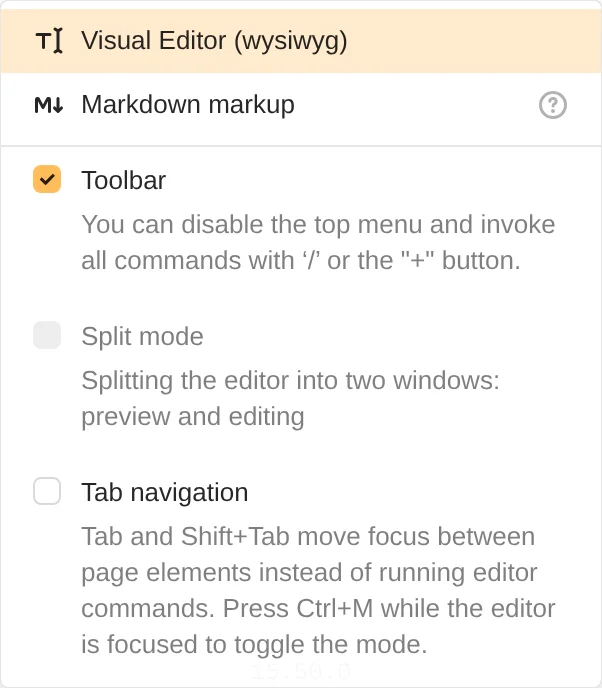 Visual Editor (wysiwyg)
Markdown markup
Toolbar
You can disable the top menu and invoke
all commands with ‘/’ or the "+" button.
Split mode
Splitting the editor into two windows:
preview and editing
Tab navigation
Tab and Shift+Tab move focus between
page elements instead of running editor
commands. Press Ctrl+M while the editor
is focused to toggle the mode.
15.50.0